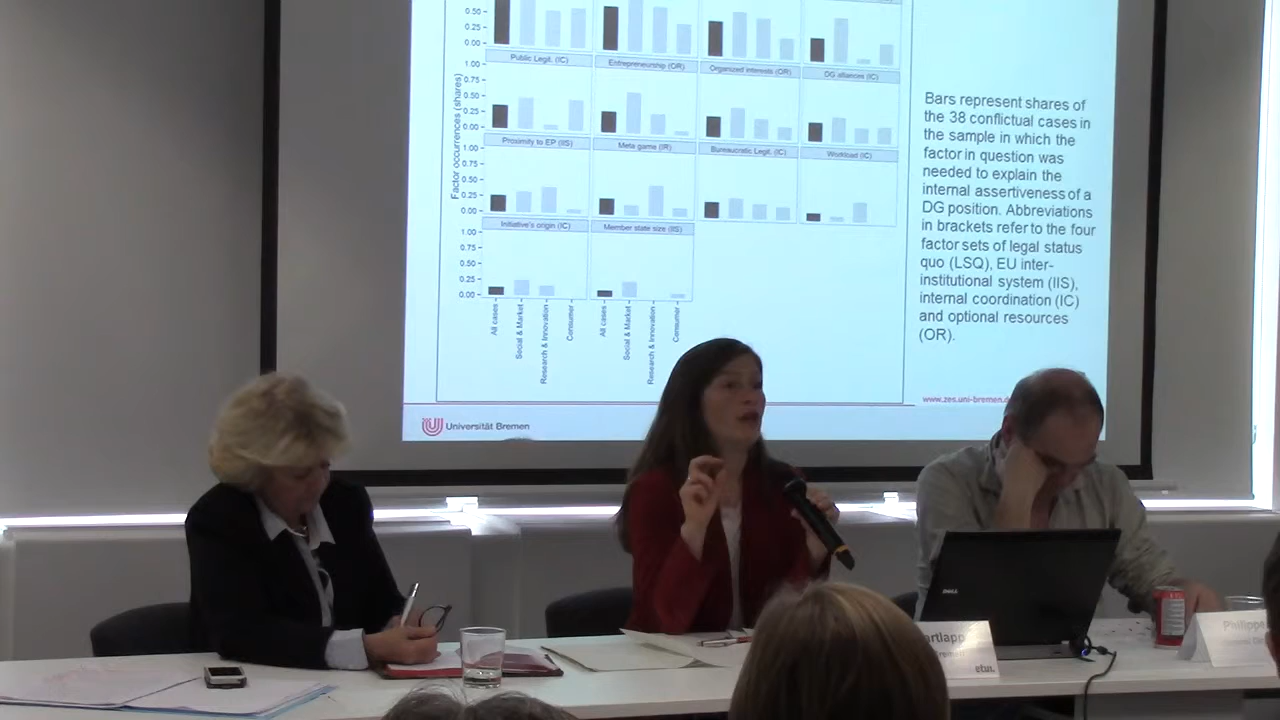 0.50
0.25
0.00
Public Legit. (IC)
Entrepreneurship (OR)
Organized Interests (OR)
DG alliances (IC)
Factor occurrences (shares)
1.00
0.75
0.50
0.25
0.00
Proximity to EP (IIS)
Meta game (IR)
Bureaucratic Legit. (IC)
Workload (IC)
1.00
0.75
0.50
0.25
0.00
Initiative's origin (IC)
Member state size (IIS)
1.00
0.75
0.50
0.25
0.00
All cases
Social & Market
Research & Innovation
Consumer
All cases
Social & Market
Research & Innovation
Consumer
Bars represent shares of
the 38 conflictual cases in
the sample in which the
factor in question was
needed to explain the
internal assertiveness of a
DG position. Abbreviations
in brackets refer to the four
factor sets of legal status
quo (LSQ), EU inter-
institutional system (IIS),
internal coordination (IC)
and optional resources
(OR).
www.zes.uni-bremen.d
Universität Bremen
DELL
artlapp
etui.
Philippe